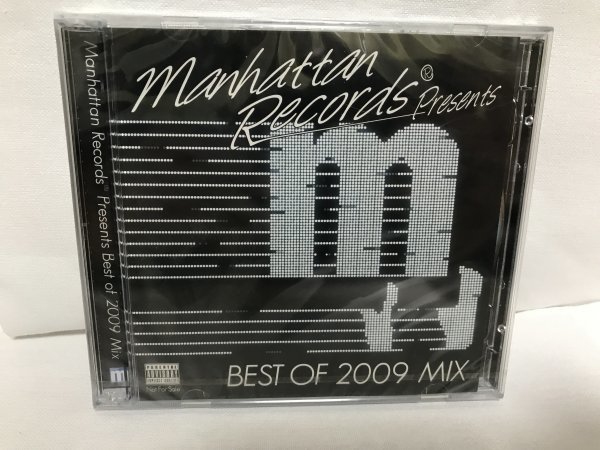 Manhattan
Records® Presents
m
BEST OF 2009 MIX
PARENTAL
ADVISORY
EXPLICIT CONTENT
Not For Sale
Manhattan Records® Presents Best of 2009 Mix
m